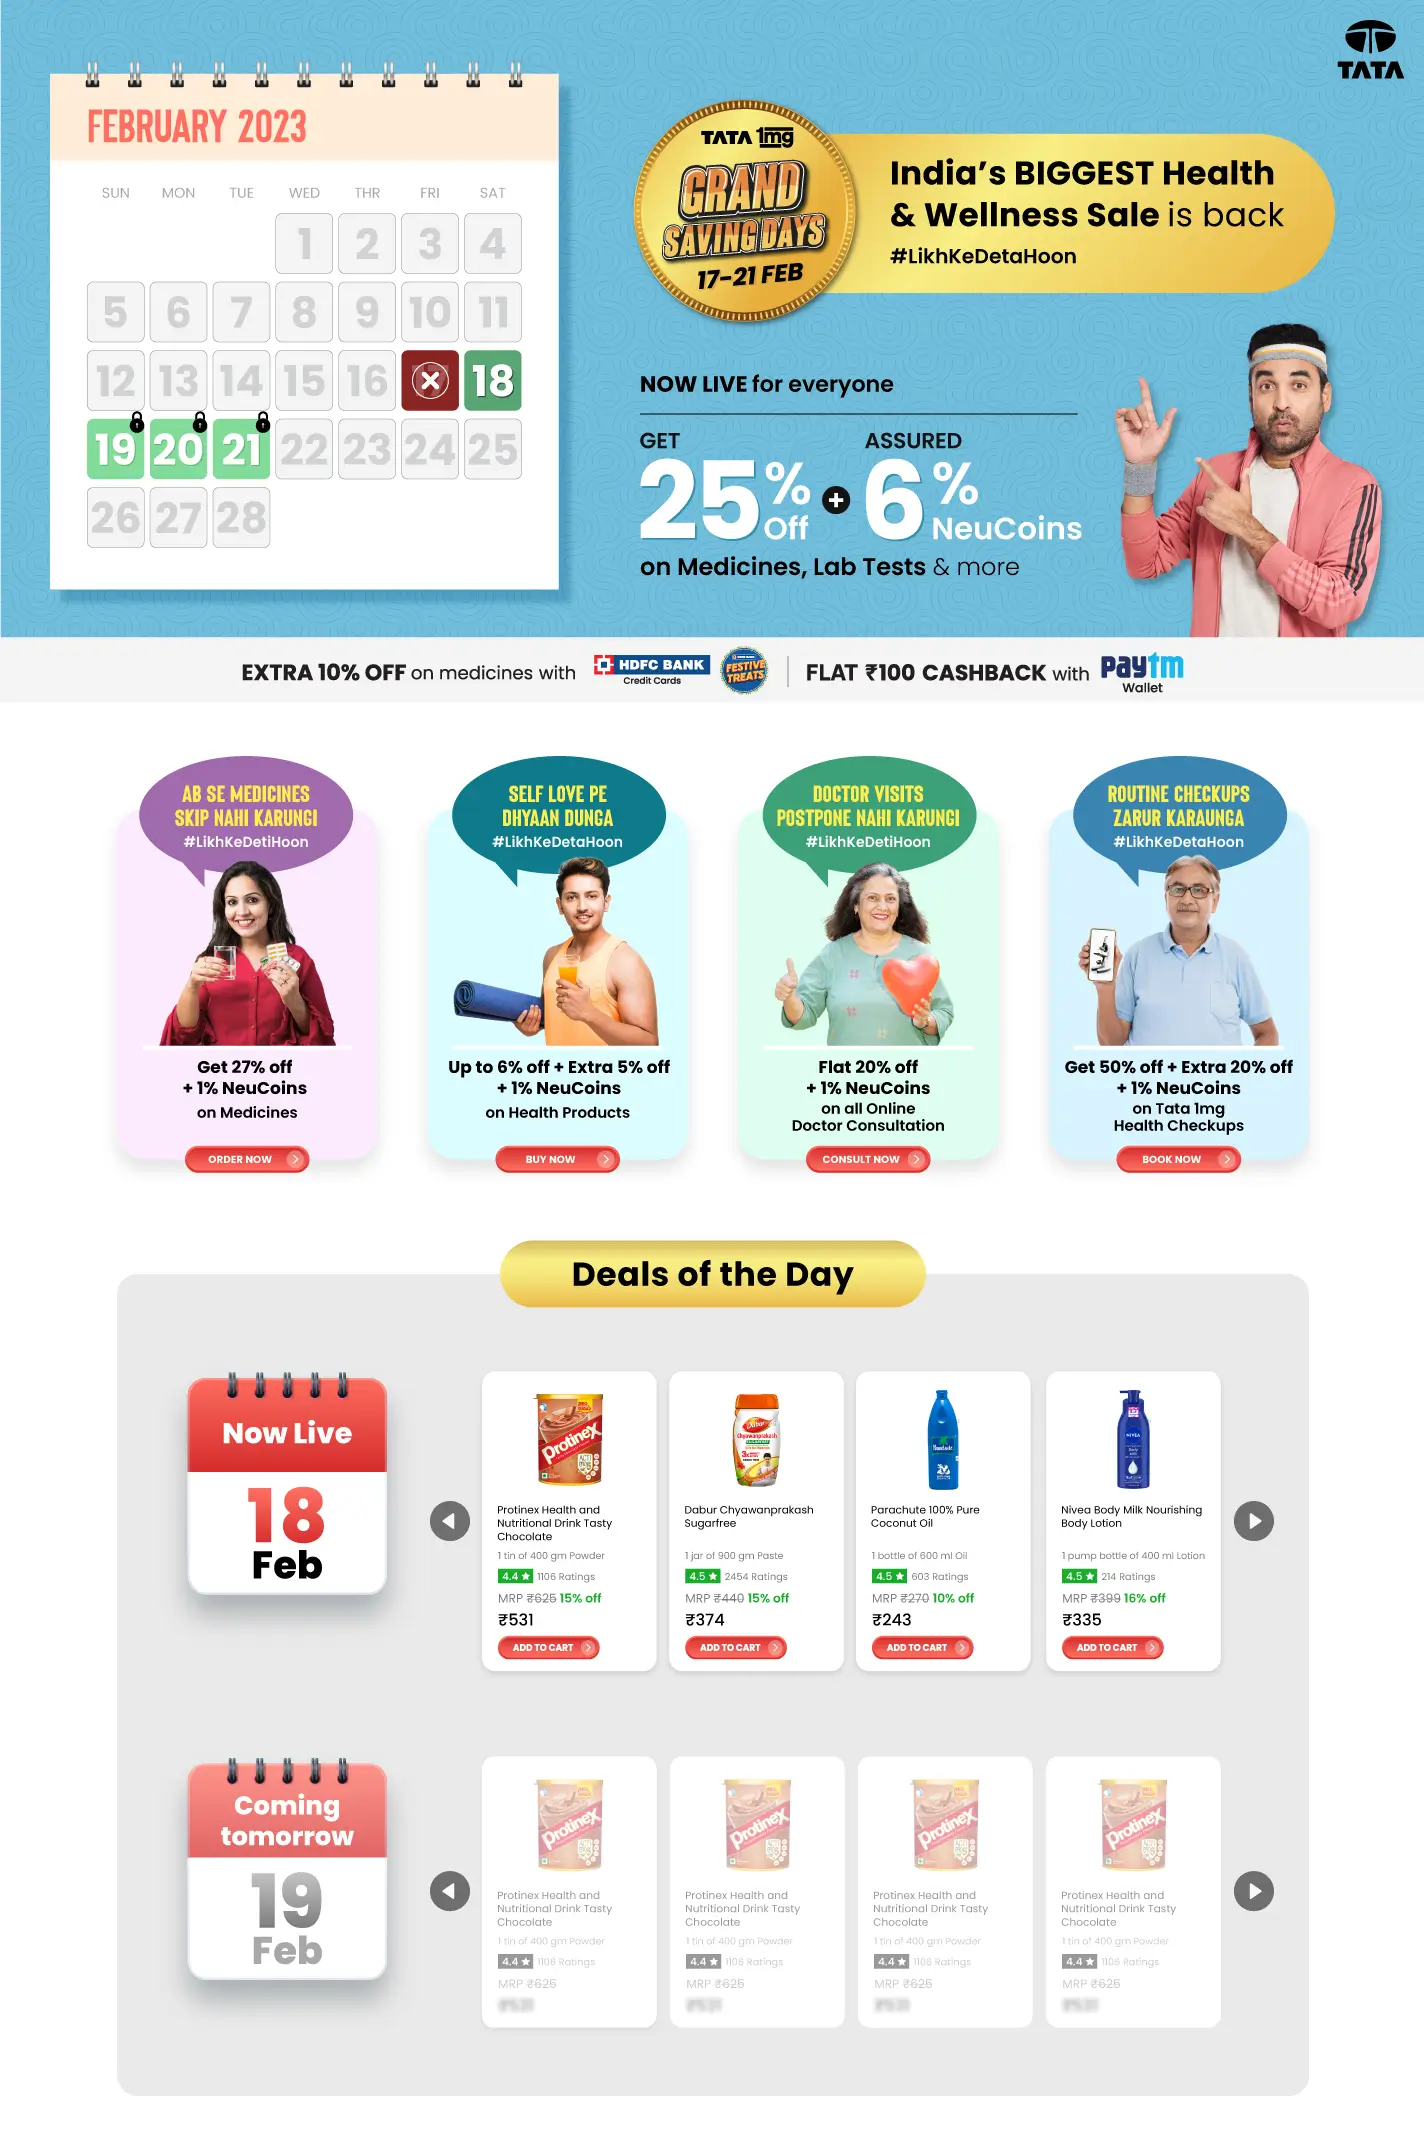 TATA
FEBRUARY 2023
SUN MON TUE WED THR FRI SAT
1 2 3 4
5 6 7 8 9 10 11
12 13 14 15 16 18
19 20 21 22 23 24 25
26 27 28
TATA 1mg
GRAND
SAVING DAYS
17-21 FEB
India's BIGGEST Health
& Wellness Sale is back
#LikhKeDetaHoon
NOW LIVE for everyone
GET
25% Off
+
ASSURED
6% NeuCoins
on Medicines, Lab Tests & more
EXTRA 10% OFF on medicines with
HDFC BANK
Credit Cards
FESTIVE
TREATS
FLAT ₹100 CASHBACK with
paytm
Wallet
AB SE MEDICINES
SKIP NAHI KARUNGI
#LikhKeDetiHoon
Get 27% off
+ 1% NeuCoins
on Medicines
ORDER NOW
SELF LOVE PE
DHYAAN DUNGA
#LikhKeDetaHoon
Up to 6% off + Extra 5% off
+ 1% NeuCoins
on Health Products
BUY NOW
DOCTOR VISITS
POSTPONE NAHI KARUNGI
#LikhKeDetiHoon
Flat 20% off
+ 1% NeuCoins
on all Online
Doctor Consultation
CONSULT NOW
ROUTINE CHECKUPS
ZARUR KARAUNGA
#LikhKeDetaHoon
Get 50% off + Extra 20% off
+ 1% NeuCoins
on Tata 1mg
Health Checkups
BOOK NOW
Deals of the Day
Now Live
18
Feb
Protinex
Protinex Health and
Nutritional Drink Tasty
Chocolate
1 tin of 400 gm Powder
4.4 ★ 1106 Ratings
MRP ₹625 15% off
₹531
ADD TO CART
Dabur
Chyawanprakash
Dabur Chyawanprakash
Sugarfree
1 jar of 900 gm Paste
4.5 ★ 2454 Ratings
MRP ₹440 15% off
₹374
ADD TO CART
Parachute
Parachute 100% Pure
Coconut Oil
1 bottle of 600 ml Oil
4.5 ★ 603 Ratings
MRP ₹270 10% off
₹243
ADD TO CART
NIVEA
Nivea Body Milk Nourishing
Body Lotion
1 pump bottle of 400 ml Lotion
4.5 ★ 214 Ratings
MRP ₹399 16% off
₹335
ADD TO CART
Coming
tomorrow
19
Feb
Protinex
Protinex Health and
Nutritional Drink Tasty
Chocolate
1 tin of 400 gm Powder
4.4 ★ 1106 Ratings
MRP ₹625
₹531
Protinex
Protinex Health and
Nutritional Drink Tasty
Chocolate
1 tin of 400 gm Powder
4.4 ★ 1106 Ratings
MRP ₹625
₹531
Protinex
Protinex Health and
Nutritional Drink Tasty
Chocolate
1 tin of 400 gm Powder
4.4 ★ 1106 Ratings
MRP ₹625
₹531
Protinex
Protinex Health and
Nutritional Drink Tasty
Chocolate
1 tin of 400 gm Powder
4.4 ★ 1106 Ratings
MRP ₹625
₹531